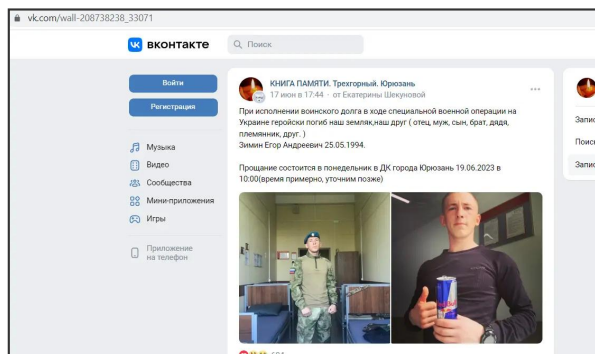 vk.com/wall-208738238_33071
вконтакте
Поиск
Войти
Регистрация
Музыка
Видео
Сообщества
Мини-приложения
Игры
Приложение
на телефон
КНИГА ПАМЯТИ. Трехгорный. Юрюзань
17 июн в 17:44 · от Екатерины Шекуновой
При исполнении воинского долга в ходе специальной военной операции на
Украине геройски погиб наш земляк,наш друг ( отец, муж, сын, брат, дядя,
племянник, друг. )
Зимин Егор Андреевич 25.05.1994.
Прощание состоится в понедельник в ДК города Юрюзань 19.06.2023 в
10:00(время примерно, уточним позже)
Red Bull